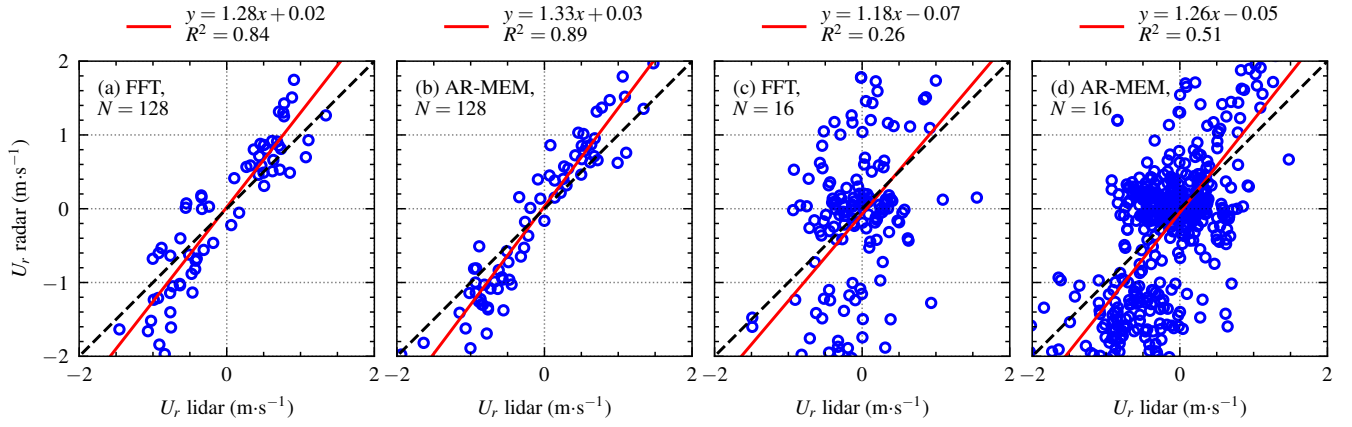 y = 1.28x + 0.02
R² = 0.84
y = 1.33x + 0.03
R² = 0.89
y = 1.18x − 0.07
R² = 0.26
y = 1.26x − 0.05
R² = 0.51
(a) FFT,
N = 128
(b) AR-MEM,
N = 128
(c) FFT,
N = 16
(d) AR-MEM,
N = 16
U_r radar (m·s⁻¹)
2
1
0
−1
−2
−2 0 2
−2 0 2
−2 0 2
−2 0 2
U_r lidar (m·s⁻¹)
U_r lidar (m·s⁻¹)
U_r lidar (m·s⁻¹)
U_r lidar (m·s⁻¹)